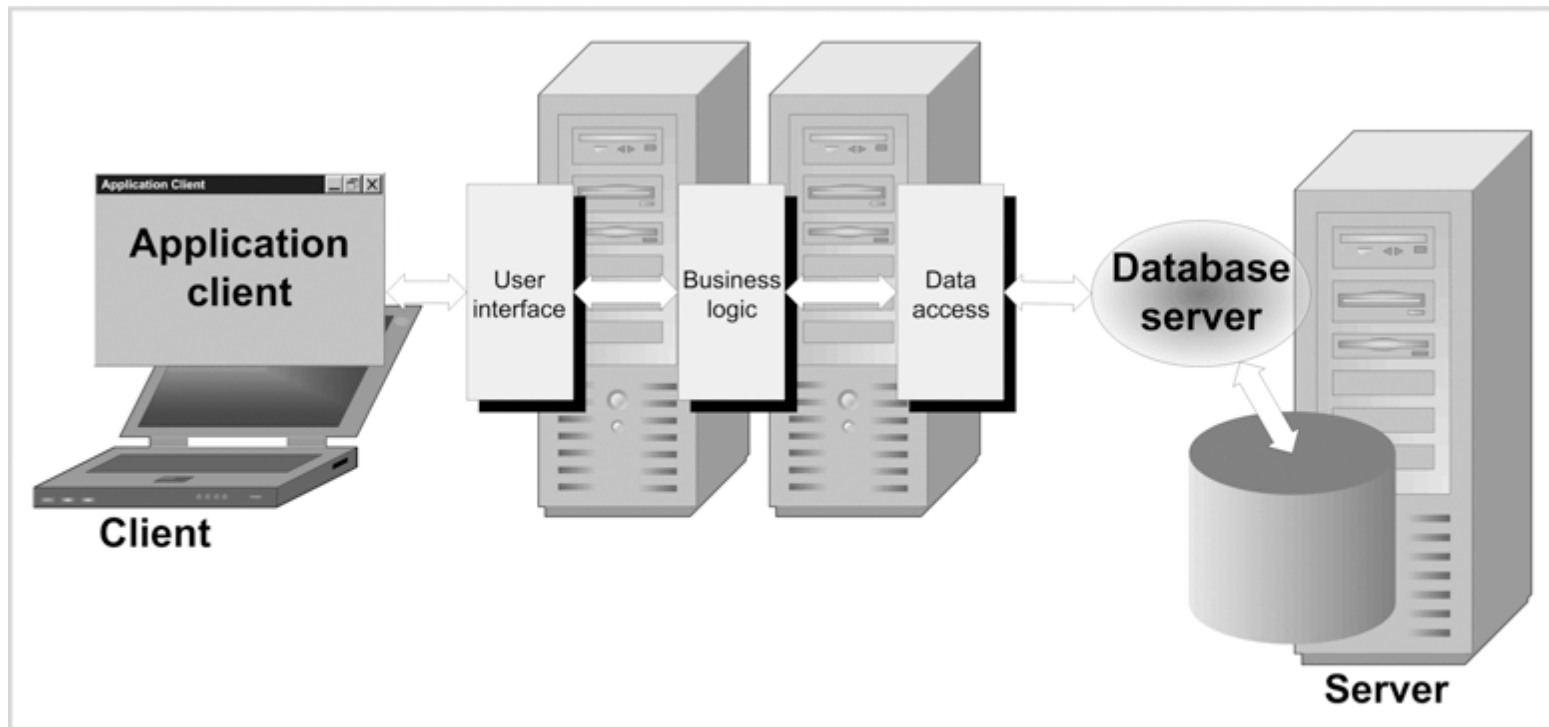 Application Client
Application
client
Client
User
interface
Business
logic
Data
access
Database
server
Server